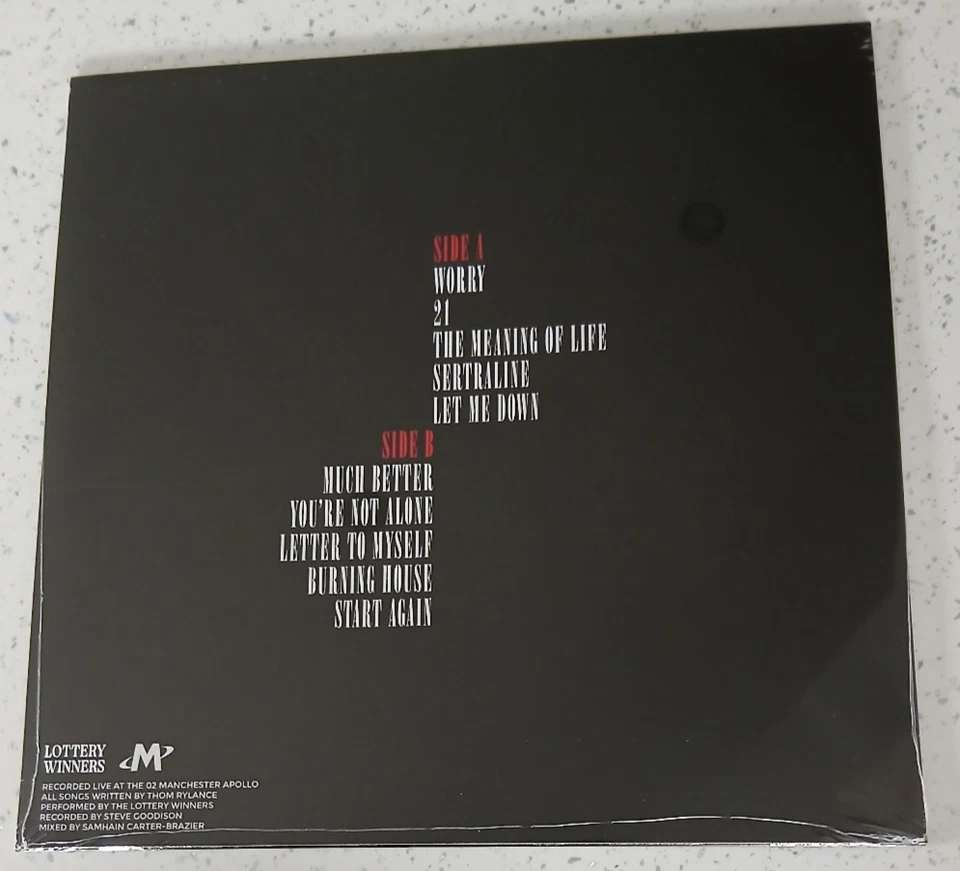 SIDE A
WORRY
21
THE MEANING OF LIFE
SERTRALINE
LET ME DOWN
SIDE B
MUCH BETTER
YOU'RE NOT ALONE
LETTER TO MYSELF
BURNING HOUSE
START AGAIN
LOTTERY
WINNERS
M
RECORDED LIVE AT THE 02 MANCHESTER APOLLO
ALL SONGS WRITTEN BY THOM RYLANCE
PERFORMED BY THE LOTTERY WINNERS
RECORDED BY STEVE GOODISON
MIXED BY SAMHAIN CARTER-BRAZIER